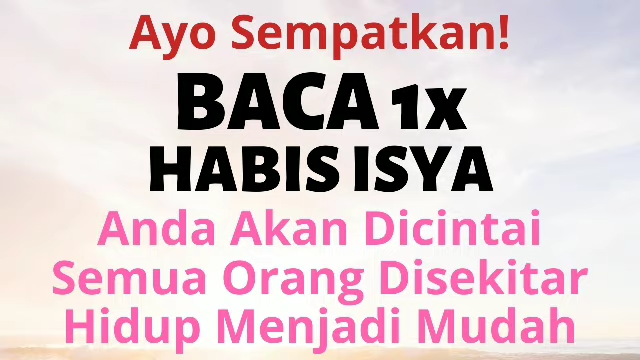 Ayo Sempatkan!
BACA 1x
HABIS ISYA
Anda Akan Dicintai
Semua Orang Disekitar
Hidup Menjadi Mudah